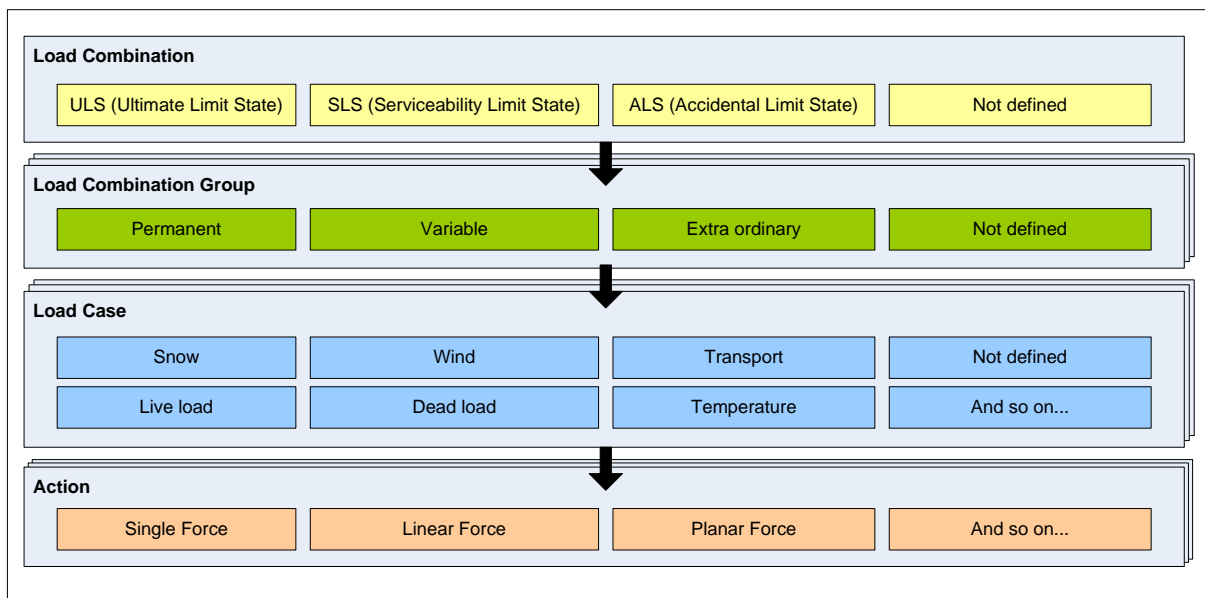 Load Combination
ULS (Ultimate Limit State)
SLS (Serviceability Limit State)
ALS (Accidental Limit State)
Not defined
Load Combination Group
Permanent
Variable
Extra ordinary
Not defined
Load Case
Snow
Wind
Transport
Not defined
Live load
Dead load
Temperature
And so on...
Action
Single Force
Linear Force
Planar Force
And so on...